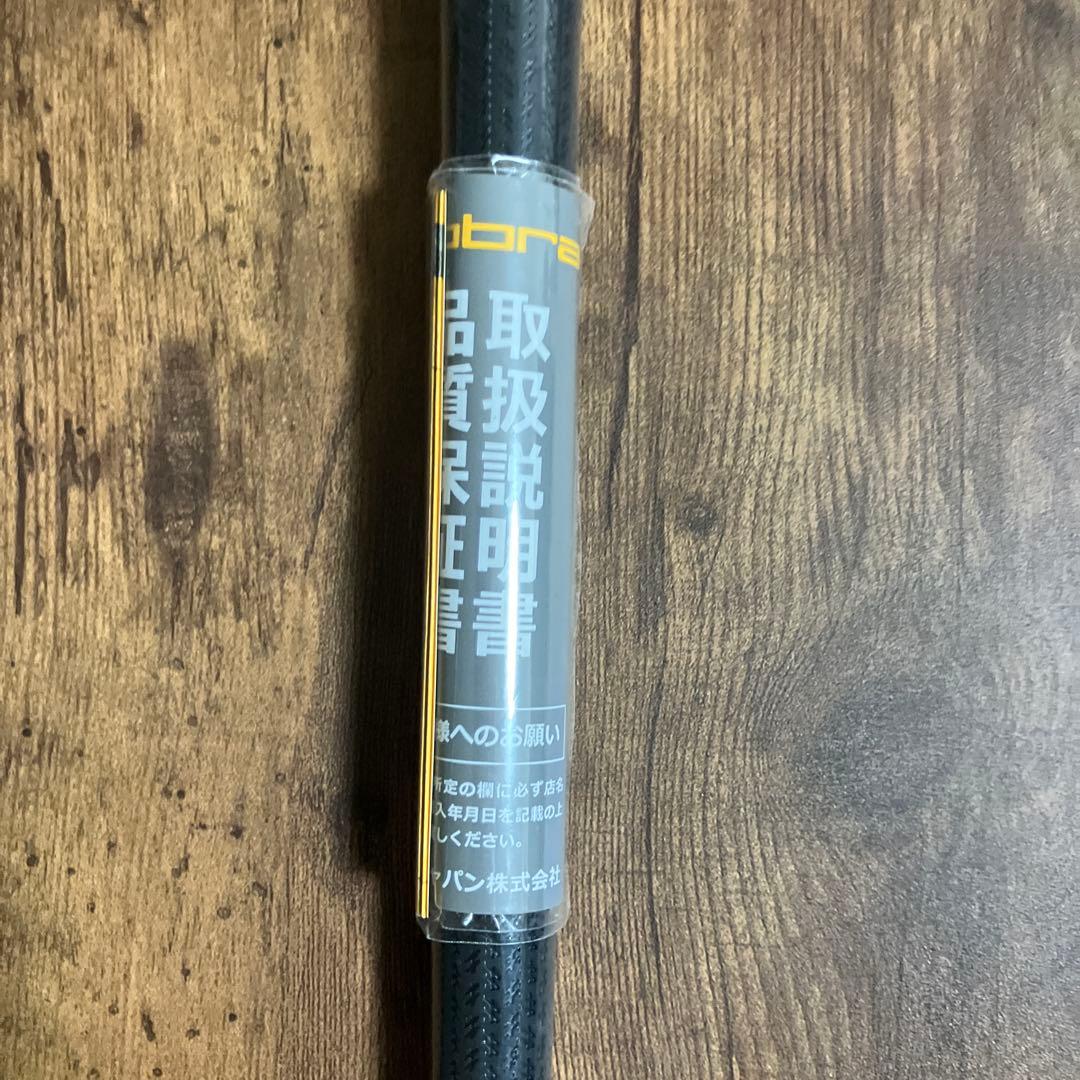 obra
取扱説明書
品質保証書
様へのお願い
所定の欄に必ず店名
入年月日を記載の上
しください。
ャパン株式会社